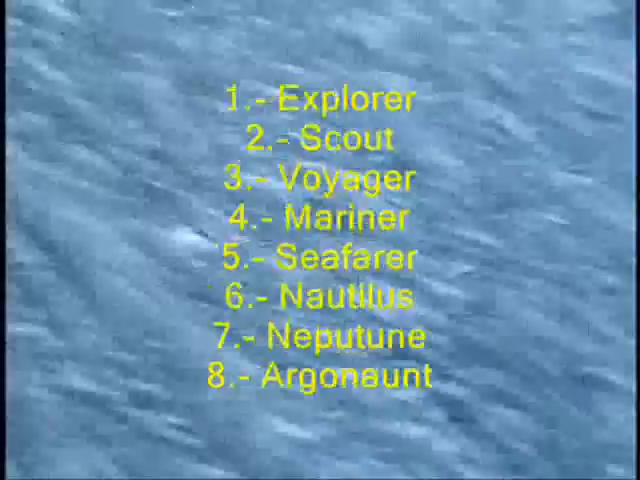 1.- Explorer
2.- Scout
3.- Voyager
4.- Mariner
5.- Seafarer
6.- Nautilus
7.- Neputune
8.- Argonaunt